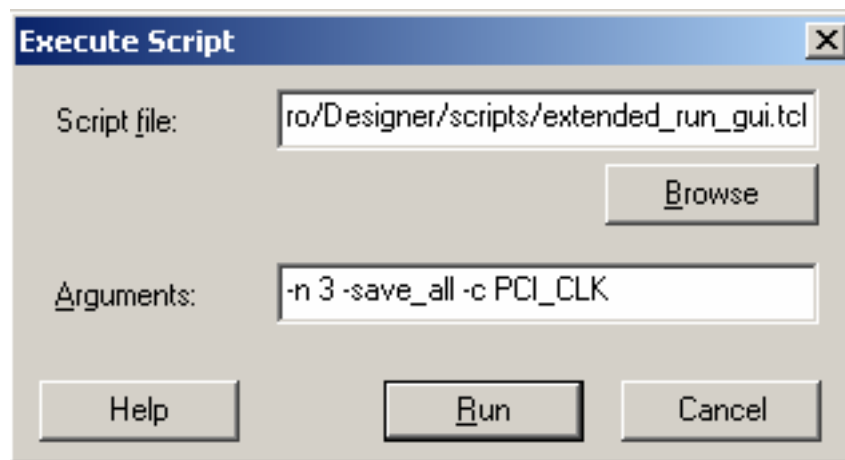 Execute Script
Script file:
ro/Designer/scripts/extended_run_gui.tcl
Browse
Arguments:
-n 3 -save_all -c PCI_CLK
Help
Run
Cancel